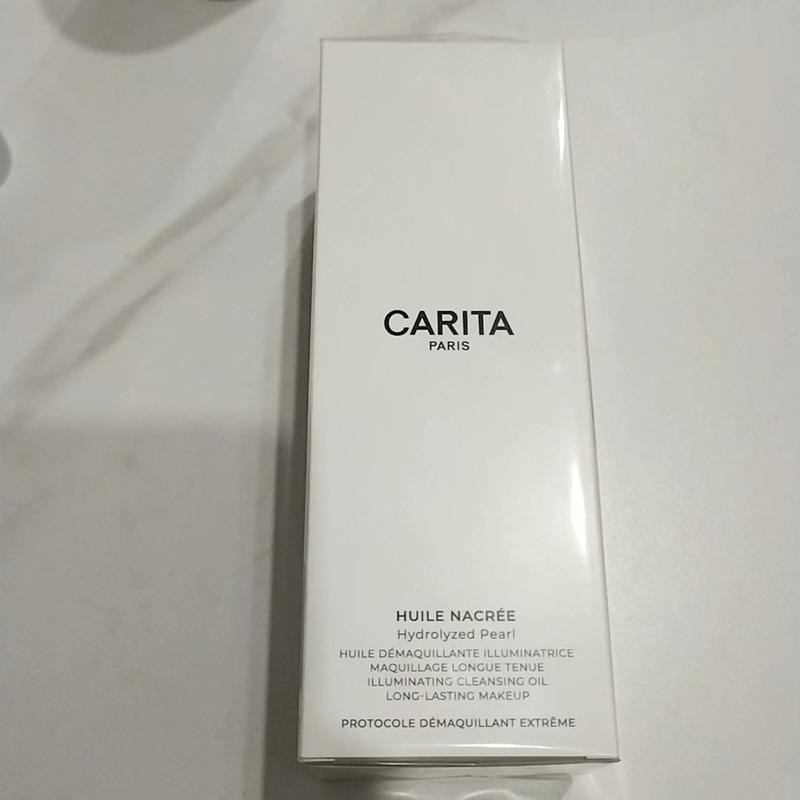 CARITA
PARIS
HUILE NACRÉE
Hydrolyzed Pearl
HUILE DÉMAQUILLANTE ILLUMINATRICE
MAQUILLAGE LONGUE TENUE
ILLUMINATING CLEANSING OIL
LONG-LASTING MAKEUP
PROTOCOLE DÉMAQUILLANT EXTRÊME